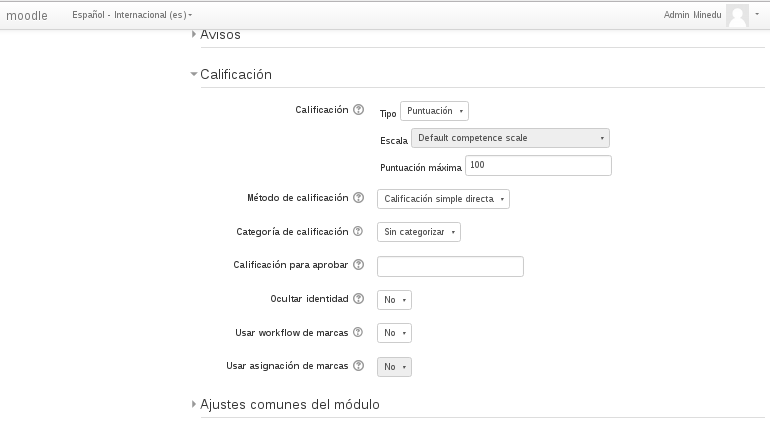 moodle Español - Internacional (es) Admin Minedu
Avisos
Calificación
Calificación Tipo Puntuación
Escala Default competence scale
Puntuación máxima 100
Método de calificación Calificación simple directa
Categoría de calificación Sin categorizar
Calificación para aprobar
Ocultar identidad No
Usar workflow de marcas No
Usar asignación de marcas No
Ajustes comunes del módulo